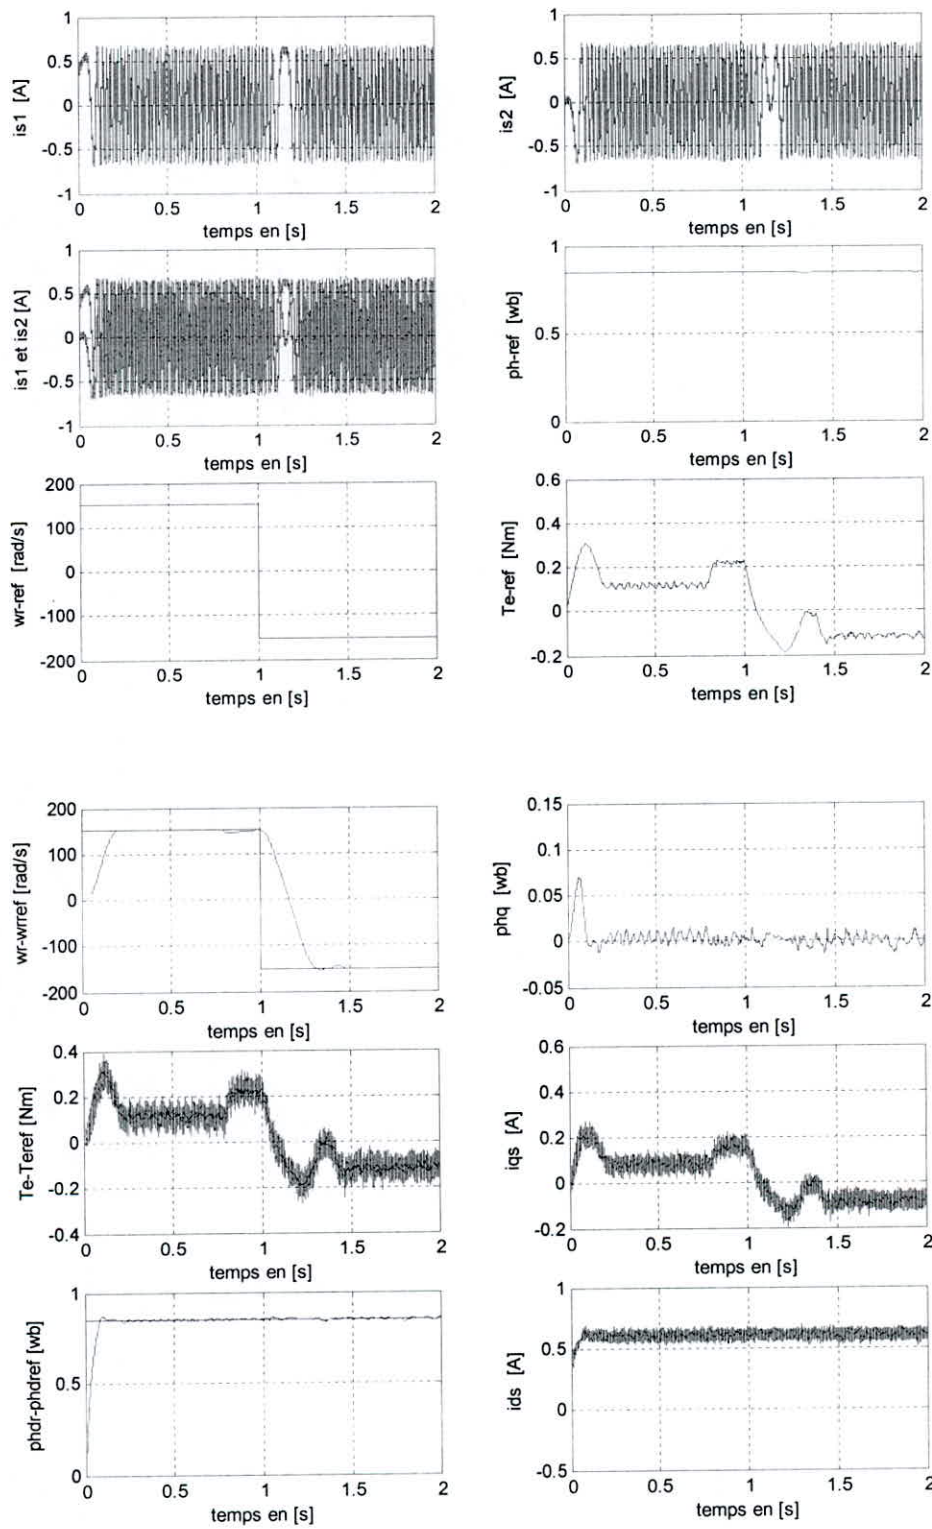 1
0.5
0
-0.5
-1
is1 [A]
0 0.5 1 1.5 2
temps en [s]
1
0.5
0
-0.5
-1
is2 [A]
0 0.5 1 1.5 2
temps en [s]
1
0.5
0
-0.5
-1
is1 et is2 [A]
0 0.5 1 1.5 2
temps en [s]
1
0.5
0
ph-ref [wb]
0 0.5 1 1.5 2
temps en [s]
200
100
0
-100
-200
wr-ref [rad/s]
0 0.5 1 1.5 2
temps en [s]
0.6
0.4
0.2
0
-0.2
Te-ref [Nm]
0 0.5 1 1.5 2
temps en [s]
200
100
0
-100
-200
wr-wrref [rad/s]
0 0.5 1 1.5 2
temps en [s]
0.15
0.1
0.05
0
-0.05
phq [wb]
0 0.5 1 1.5 2
temps en [s]
0.4
0.2
0
-0.2
-0.4
Te-Teref [Nm]
0 0.5 1 1.5 2
temps en [s]
0.6
0.4
0.2
0
-0.2
iqs [A]
0 0.5 1 1.5 2
temps en [s]
1
0.5
0
phdr-phdref [wb]
0 0.5 1 1.5 2
temps en [s]
1
0.5
0
-0.5
ids [A]
0 0.5 1 1.5 2
temps en [s]